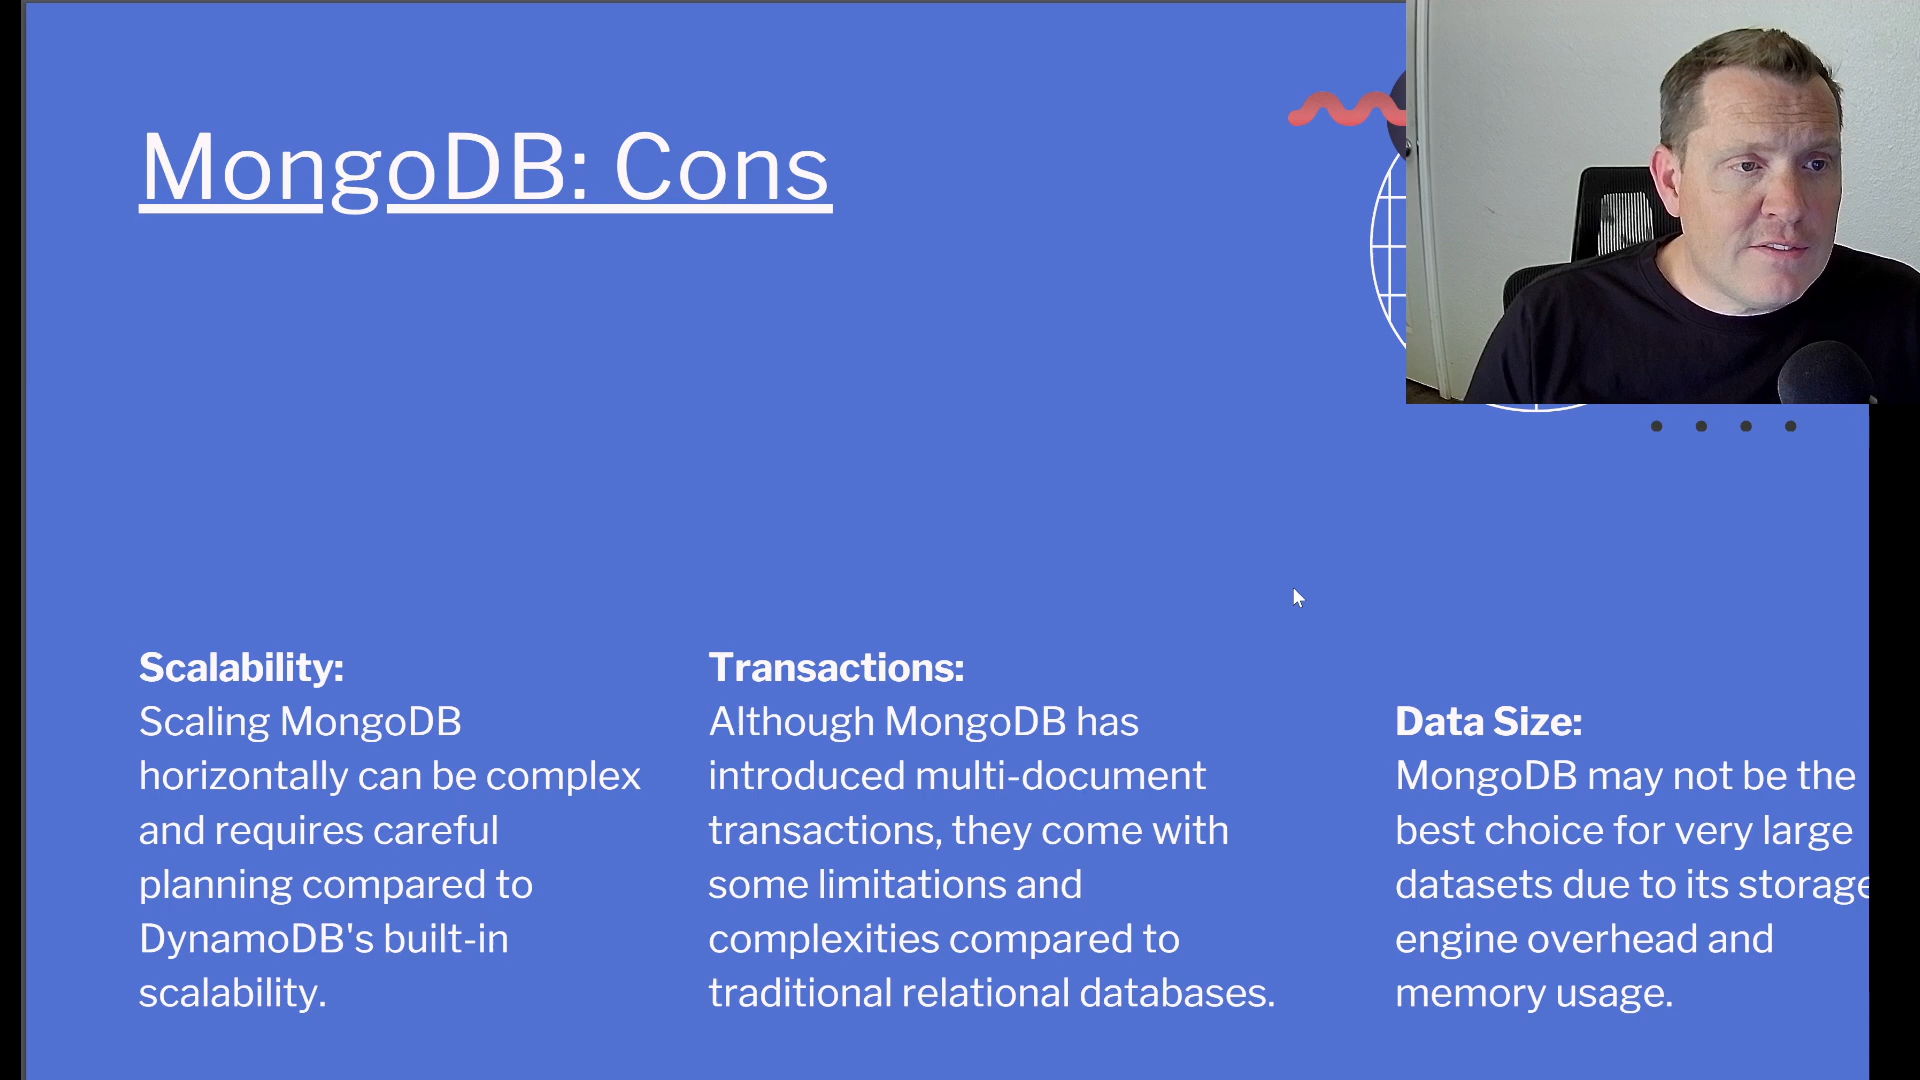 MongoDB: Cons
Scalability:
Scaling MongoDB
horizontally can be complex
and requires careful
planning compared to
DynamoDB's built-in
scalability.
Transactions:
Although MongoDB has
introduced multi-document
transactions, they come with
some limitations and
complexities compared to
traditional relational databases.
Data Size:
MongoDB may not be the
best choice for very large
datasets due to its storage
engine overhead and
memory usage.